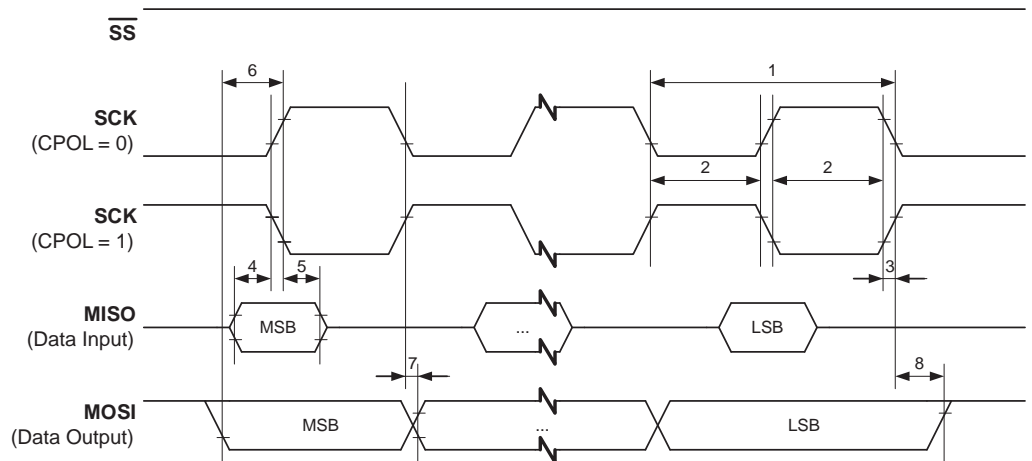 SS
6
1
SCK
(CPOL = 0)
2
2
SCK
(CPOL = 1)
4
5
3
MISO
(Data Input)
MSB
...
LSB
7
8
MOSI
(Data Output)
MSB
...
LSB